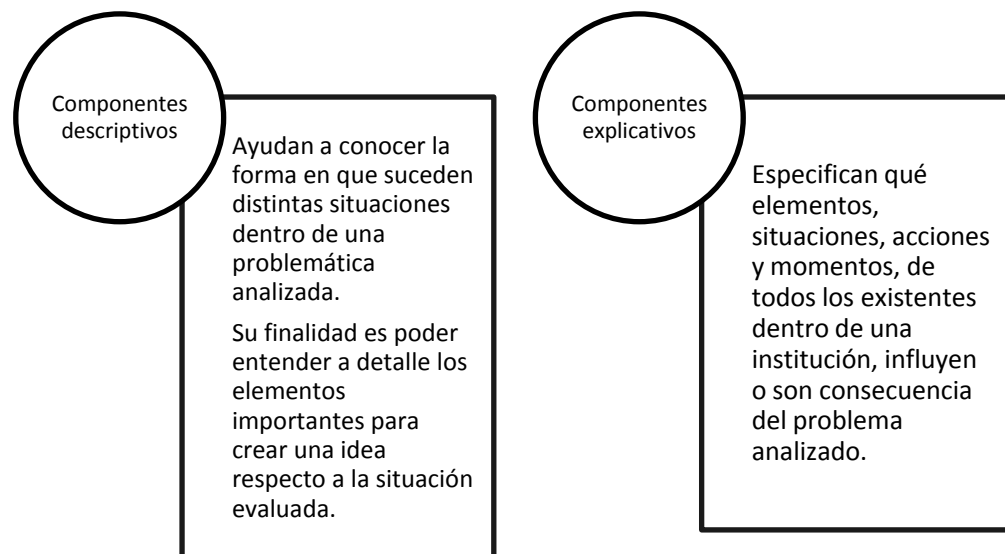 Componentes
descriptivos
Ayudan a conocer la
forma en que suceden
distintas situaciones
dentro de una
problemática
analizada.
Su finalidad es poder
entender a detalle los
elementos
importantes para
crear una idea
respecto a la situación
evaluada.
Componentes
explicativos
Especifican qué
elementos,
situaciones, acciones
y momentos, de
todos los existentes
dentro de una
institución, influyen
o son consecuencia
del problema
analizado.